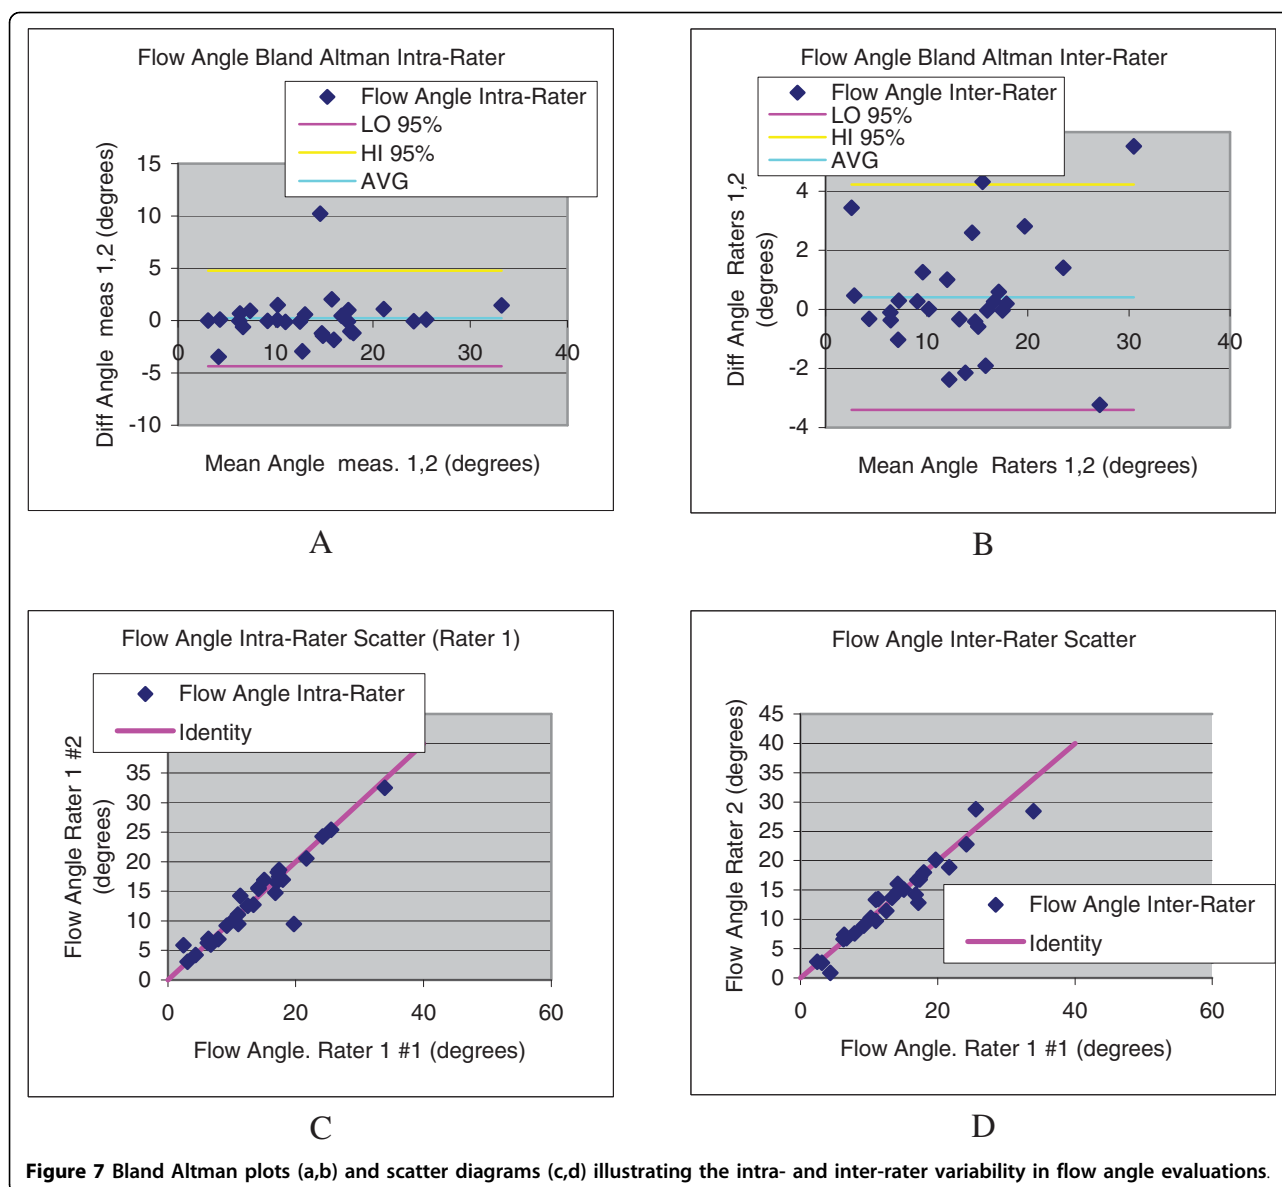 Flow Angle Bland Altman Intra-Rater
Flow Angle Intra-Rater
LO 95%
HI 95%
AVG
Diff Angle meas 1,2 (degrees)
15
10
5
0
-5
-10
0
10
20
30
40
Mean Angle meas. 1,2 (degrees)
A
Flow Angle Bland Altman Inter-Rater
Flow Angle Inter-Rater
LO 95%
HI 95%
AVG
Diff Angle Raters 1,2
(degrees)
4
2
0
-2
-4
0
10
20
30
40
Mean Angle Raters 1,2 (degrees)
B
Flow Angle Intra-Rater Scatter (Rater 1)
Flow Angle Intra-Rater
Identity
Flow Angle Rater 1 #2
(degrees)
35
30
25
20
15
10
5
0
0
20
40
60
Flow Angle. Rater 1 #1 (degrees)
C
Flow Angle Inter-Rater Scatter
Flow Angle Rater 2 (degrees)
45
40
35
30
25
20
15
10
5
0
Flow Angle Inter-Rater
Identity
0
20
40
60
Flow Angle. Rater 1 #1 (degrees)
D
Figure 7 Bland Altman plots (a,b) and scatter diagrams (c,d) illustrating the intra- and inter-rater variability in flow angle evaluations.